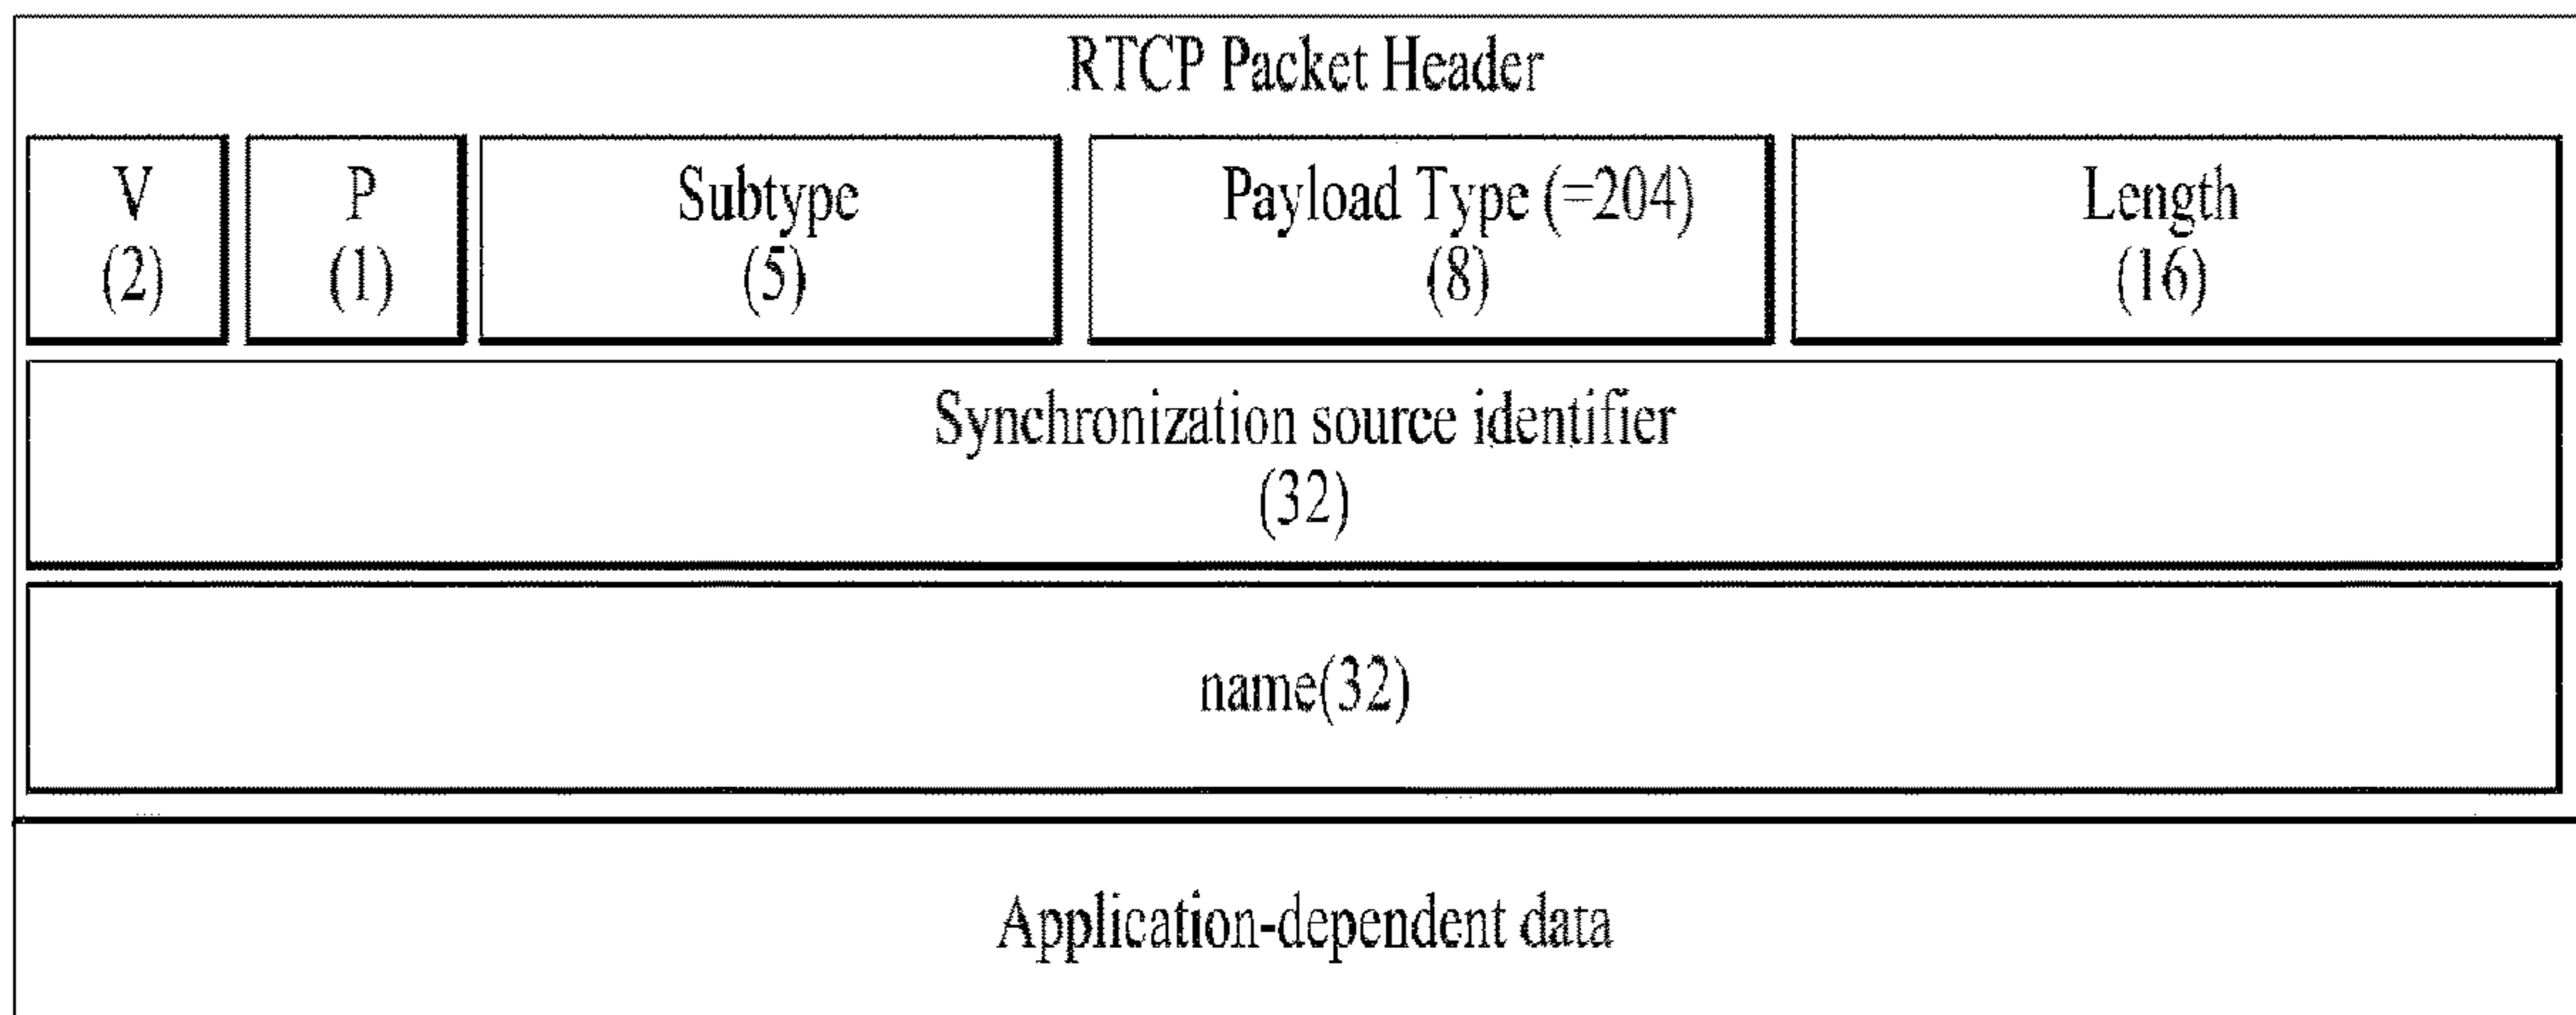 RTCP Packet Header
V P Subtype Payload Type (=204) Length
(2) (1) (5) (8) (16)
Synchronization source identifier
(32)
name(32)
Application-dependent data